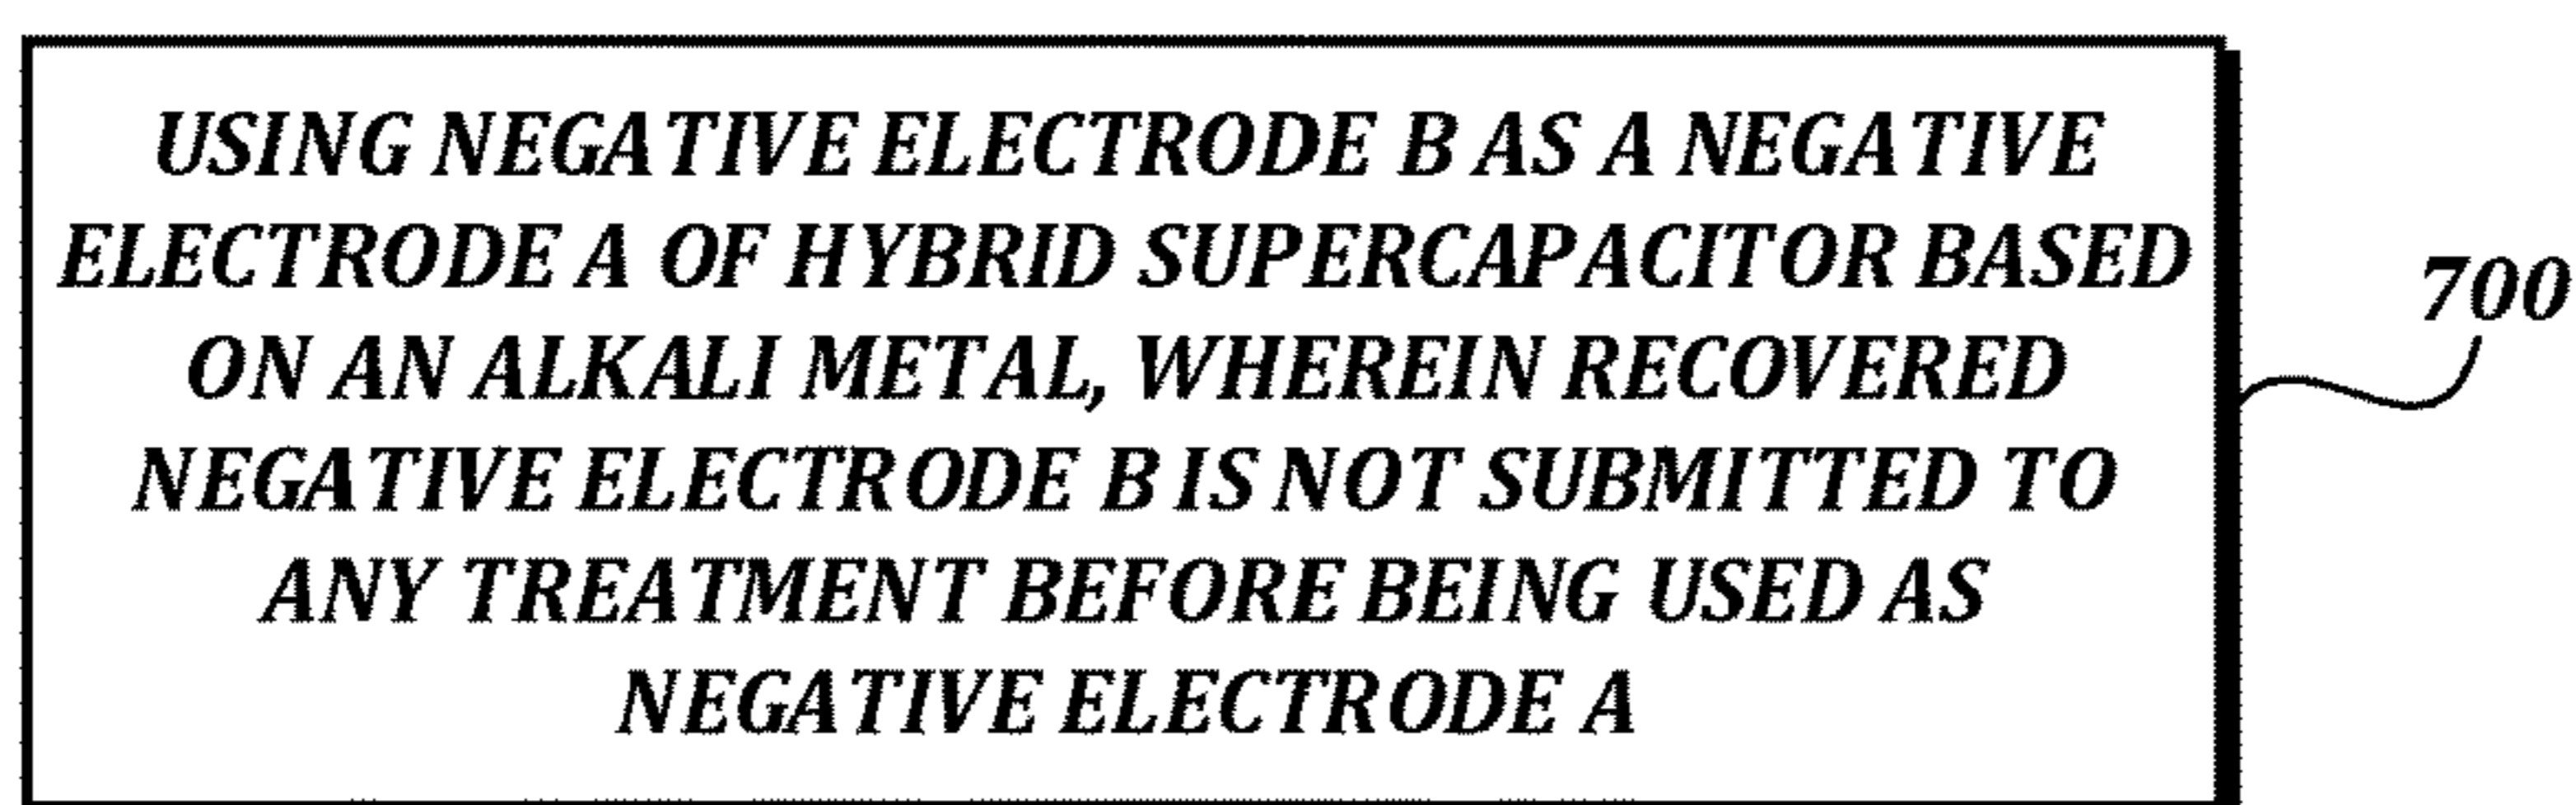 USING NEGATIVE ELECTRODE B AS A NEGATIVE
ELECTRODE A OF HYBRID SUPERCAPACITOR BASED
ON AN ALKALI METAL, WHEREIN RECOVERED
NEGATIVE ELECTRODE B IS NOT SUBMITTED TO
ANY TREATMENT BEFORE BEING USED AS
NEGATIVE ELECTRODE A
700